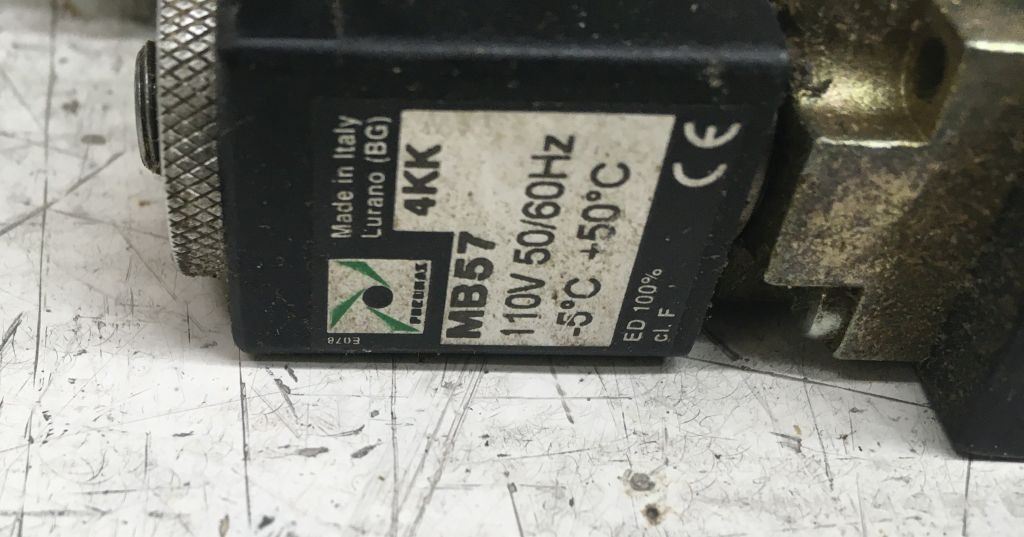 Made in Italy
Lurano (BG)
PNEUMAX
E078
4KK
MB57
110V 50/60Hz
-5°C +50°C
ED 100%
cl. F
CE